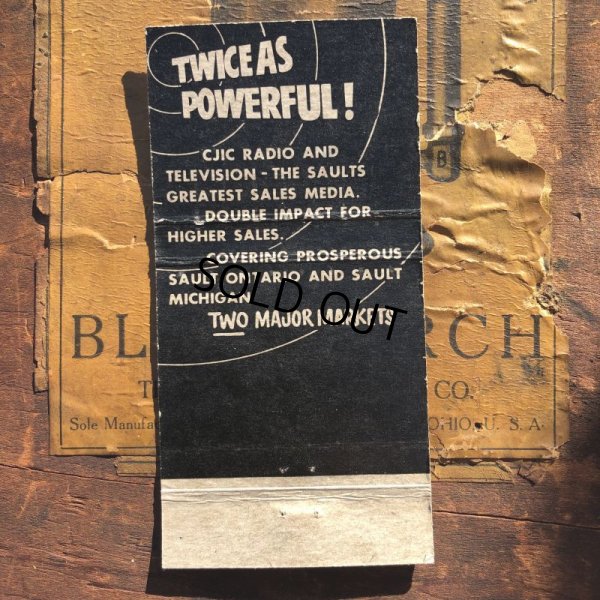 TWICE AS
POWERFUL!
CJIC RADIO AND
TELEVISION - THE SAULTS
GREATEST SALES MEDIA.
DOUBLE IMPACT FOR
HIGHER SALES.
COVERING PROSPEROUS
SAULT ONTARIO AND SAULT
MICHIGAN
TWO MAJOR MARKETS
SOLD OUT
B
BL RCH
T CO.
Sole Manufa OHIO, U. S. A.